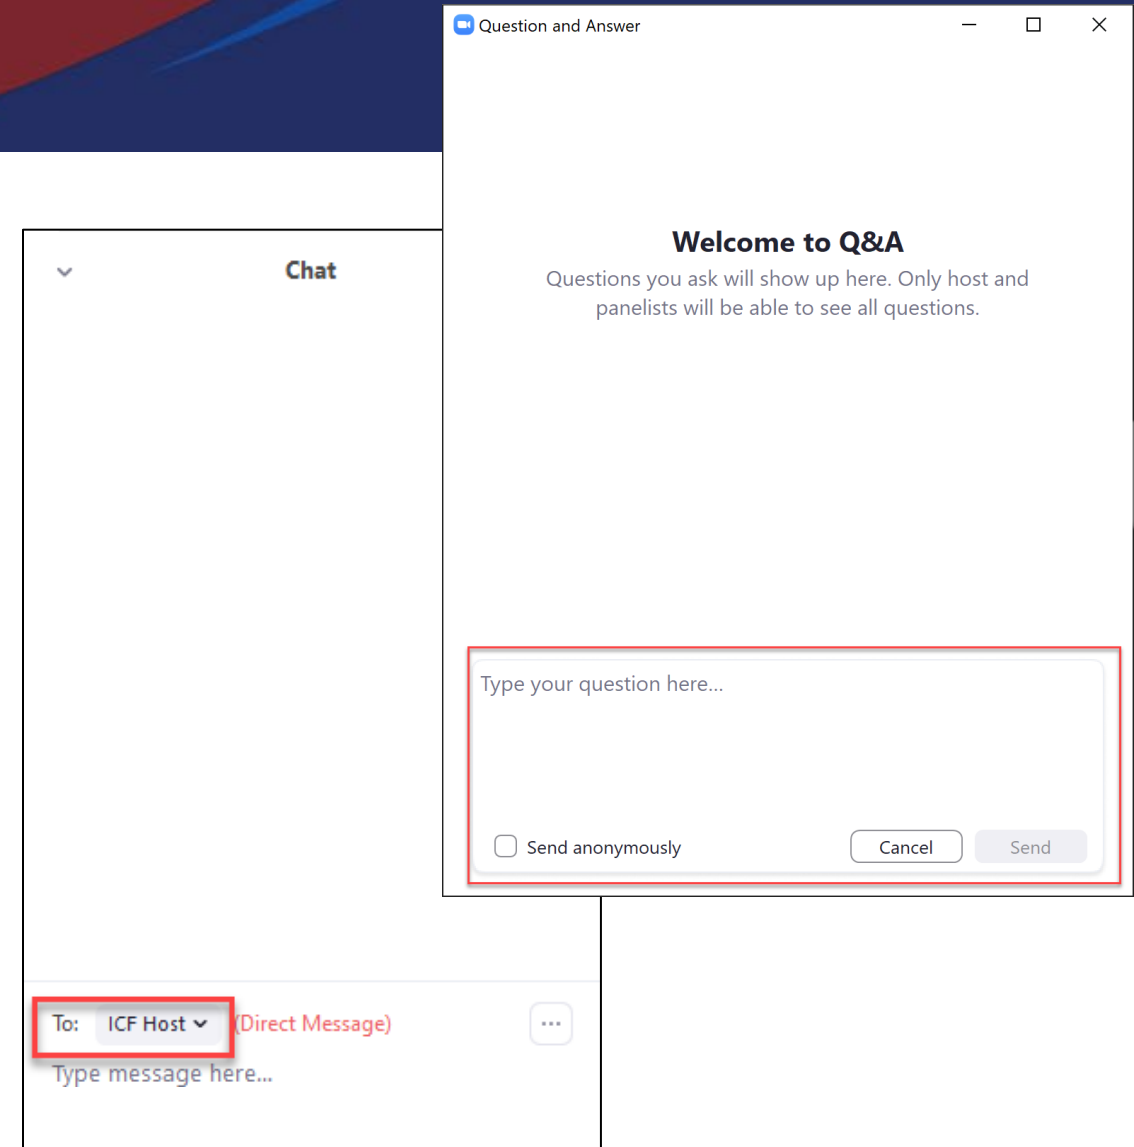 Question and Answer
Welcome to Q&A
Questions you ask will show up here. Only host and
panelists will be able to see all questions.
Type your question here...
Send anonymously
Cancel
Send
Chat
To: ICF Host (Direct Message)
Type message here...